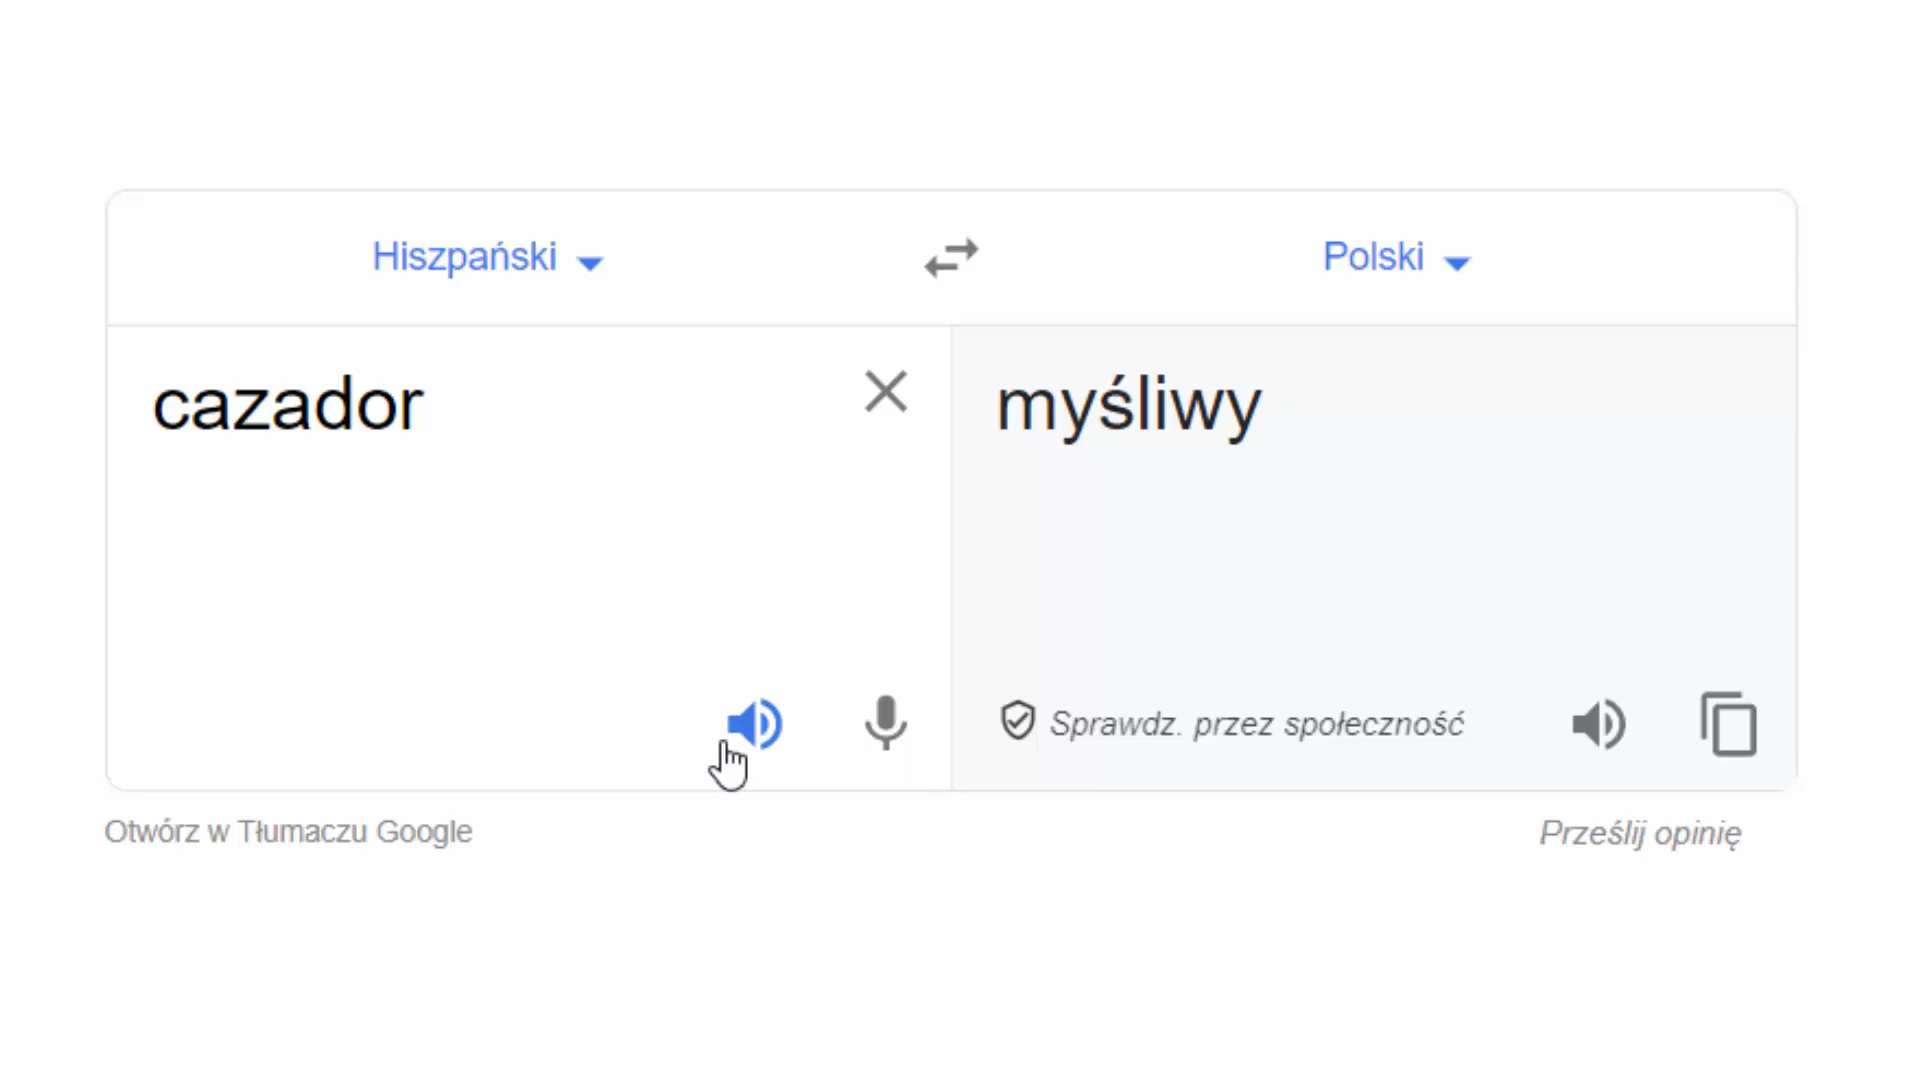 Hiszpański
Polski
cazador
myśliwy
Sprawdz. przez społeczność
Otwórz w Tłumaczu Google
Prześlij opinię